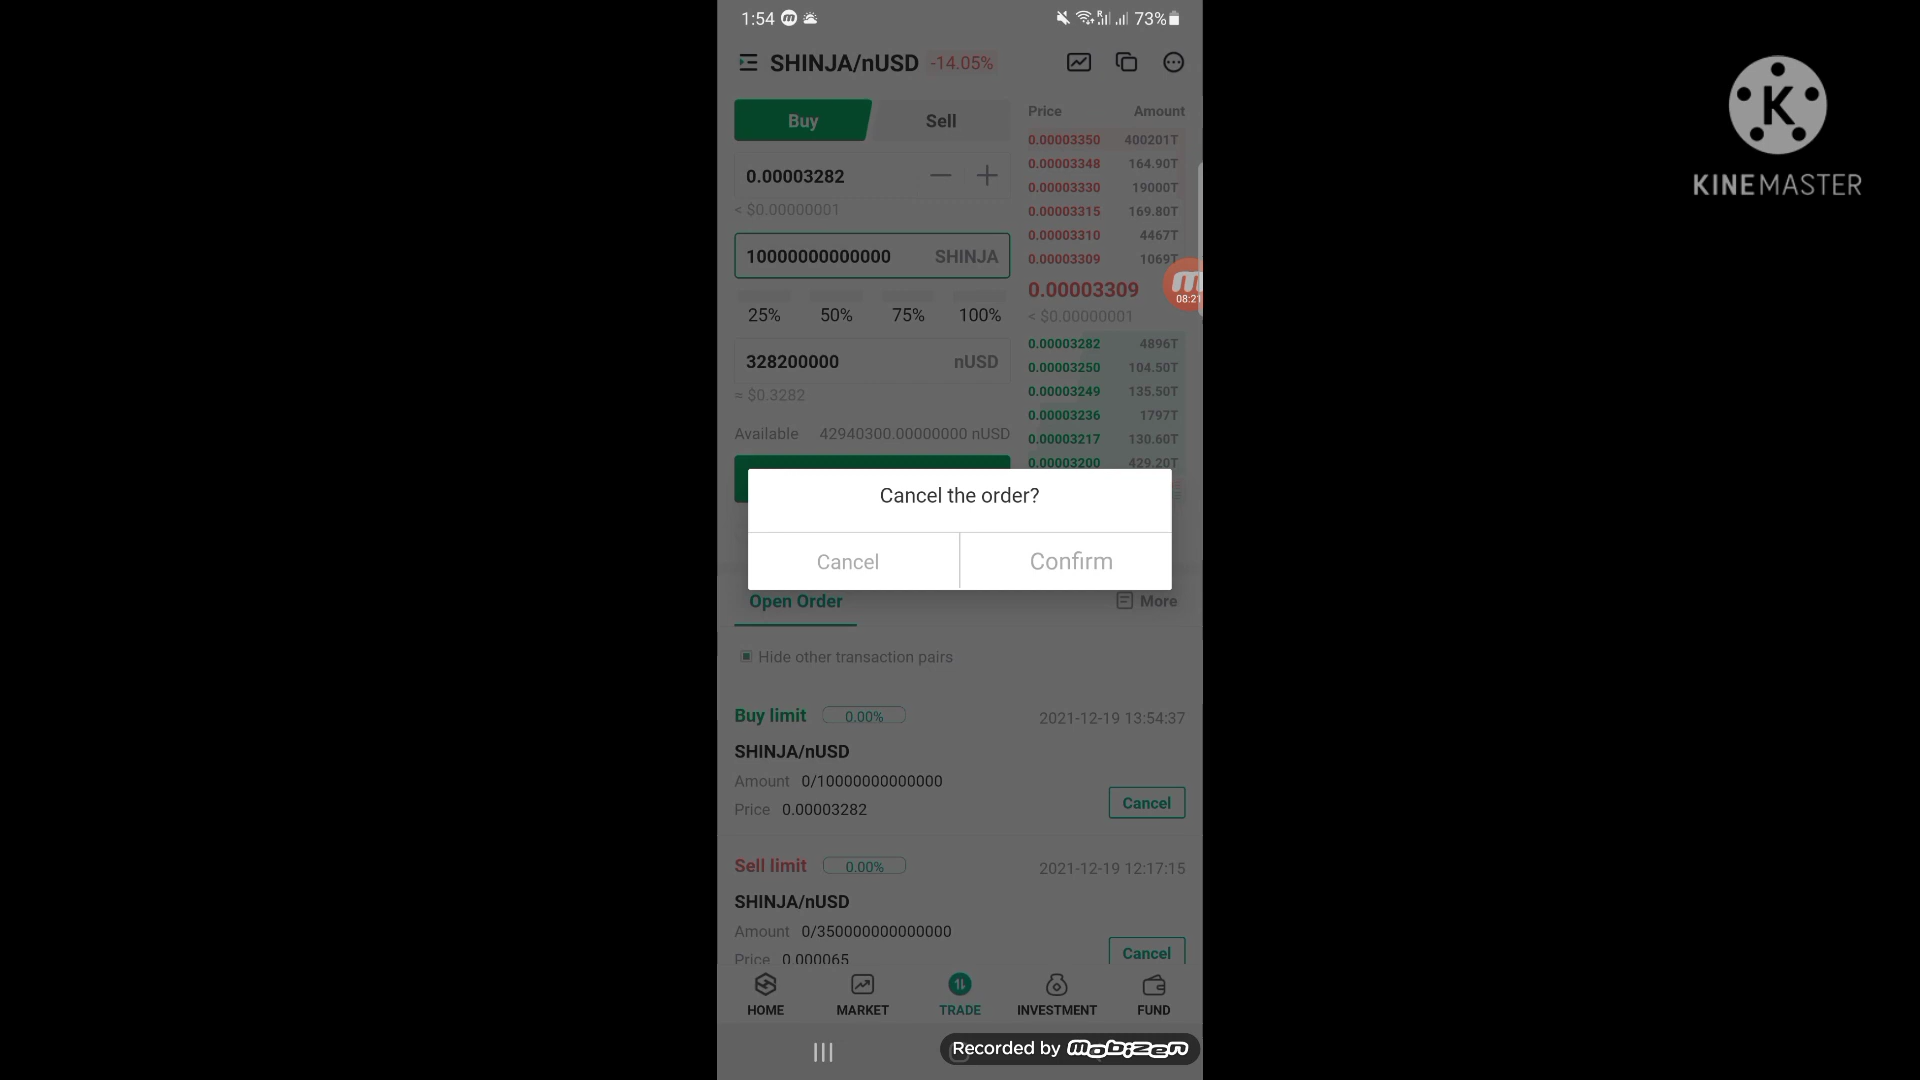 1:54 73%
SHINJA/nUSD -14.05%
Buy Sell
0.00003282
< $0.00000001
10000000000000 SHINJA
25% 50% 75% 100%
328200000 nUSD
≈ $0.3282
Available 42940300.00000000 nUSD
Price Amount
0.00003350 400201T
0.00003348 164.90T
0.00003330 19000T
0.00003315 169.80T
0.00003310 4467T
0.00003309 1069T
0.00003309
< $0.00000001
08:21
0.00003282 4896T
0.00003250 104.50T
0.00003249 135.50T
0.00003236 1797T
0.00003217 130.60T
0.00003200 429.20T
Cancel the order?
Cancel Confirm
Open Order More
Hide other transaction pairs
Buy limit 0.00% 2021-12-19 13:54:37
SHINJA/nUSD
Amount 0/10000000000000
Price 0.00003282
Cancel
Sell limit 0.00% 2021-12-19 12:17:15
SHINJA/nUSD
Amount 0/350000000000000
Price 0.000065
Cancel
HOME MARKET TRADE INVESTMENT FUND
Recorded by mobizen
K
KINEMASTER